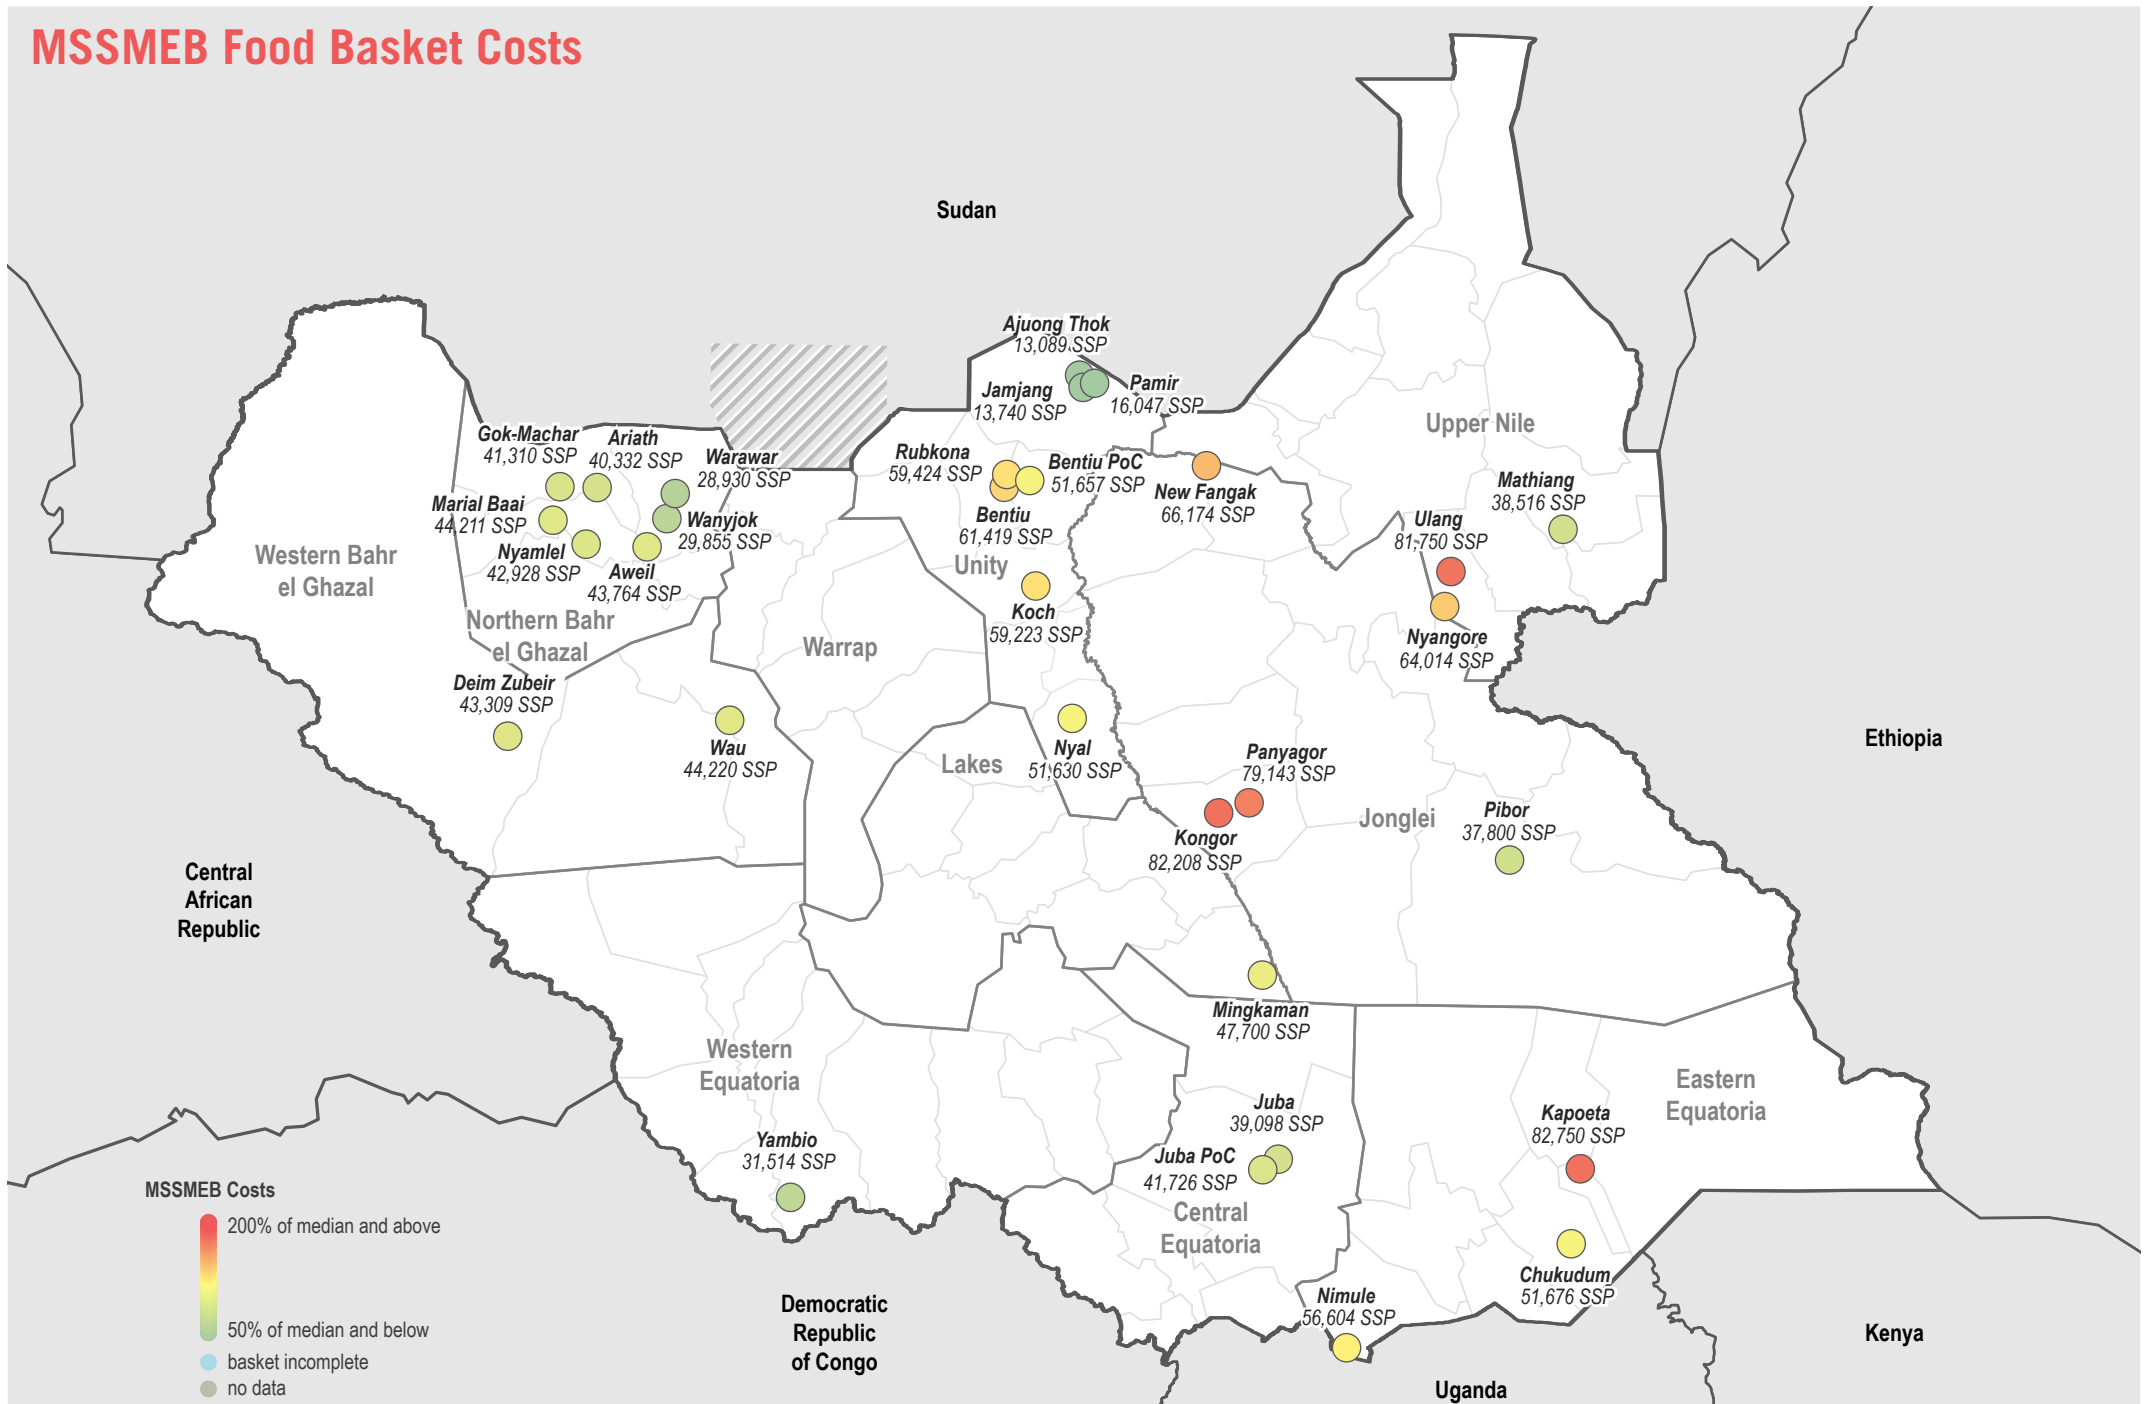 MSSMEB Food Basket Costs
Sudan
Ajuong Thok
13,089 SSP
Jamjang
13,740 SSP
Pamir
16,047 SSP
Upper Nile
Gok-Machar
41,310 SSP
Ariath
40,332 SSP
Warawar
28,930 SSP
Rubkona
59,424 SSP
Bentiu PoC
51,657 SSP
New Fangak
66,174 SSP
Mathiang
38,516 SSP
Marial Baai
44,211 SSP
Wanyjok
29,855 SSP
Bentiu
61,419 SSP
Ulang
81,750 SSP
Nyamlel
42,928 SSP
Aweil
43,764 SSP
Western Bahr
el Ghazal
Unity
Koch
59,223 SSP
Northern Bahr
el Ghazal
Warrap
Nyangore
64,014 SSP
Deim Zubeir
43,309 SSP
Wau
44,220 SSP
Lakes
Nyal
51,630 SSP
Panyagor
79,143 SSP
Ethiopia
Kongor
82,208 SSP
Jonglei
Pibor
37,800 SSP
Central
African
Republic
Mingkaman
47,700 SSP
Western
Equatoria
Eastern
Equatoria
Juba
39,098 SSP
Kapoeta
82,750 SSP
Yambio
31,514 SSP
Juba PoC
41,726 SSP
Central
Equatoria
Chukudum
51,676 SSP
Nimule
56,604 SSP
Democratic
Republic
of Congo
Kenya
Uganda
MSSMEB Costs
200% of median and above
50% of median and below
basket incomplete
no data